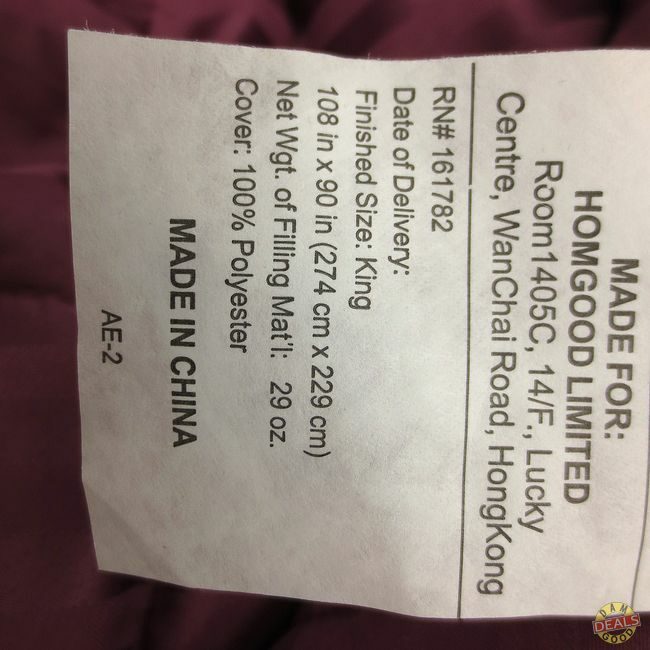 MADE FOR:
HOMGOOD LIMITED
Room1405C, 14/F., Lucky
Centre, WanChai Road, HongKong
RN# 161782
Date of Delivery:
Finished Size: King
108 in x 90 in (274 cm x 229 cm)
Net Wgt. of Filling Mat'l: 29 oz.
Cover: 100% Polyester
MADE IN CHINA
AE-2
DAM
DEALS
GOOD